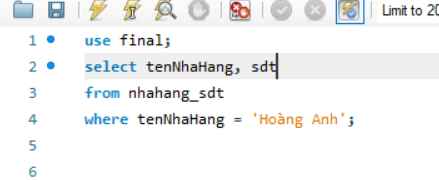 Limit to 20
1 use final;
2 select tenNhaHang, sdt
3 from nhahang_sdt
4 where tenNhaHang = 'Hoàng Anh';
5
6